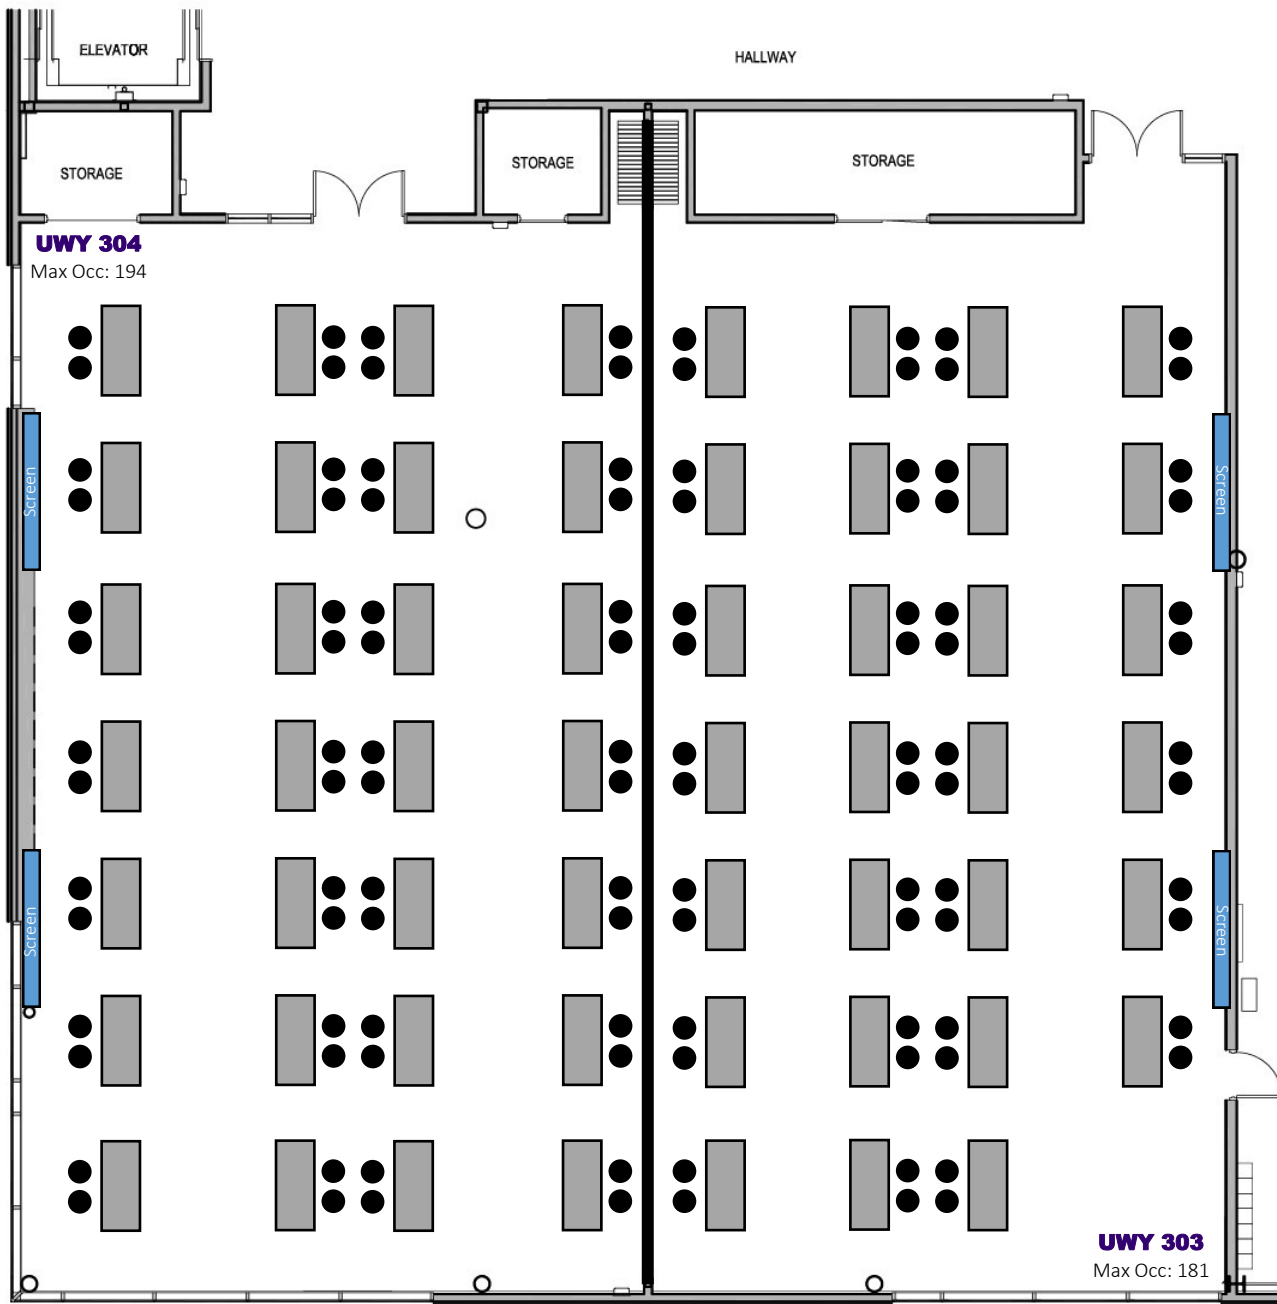 ELEVATOR
HALLWAY
STORAGE
STORAGE
STORAGE
UWY 304
Max Occ: 194
Screen
Screen
Screen
Screen
UWY 303
Max Occ: 181